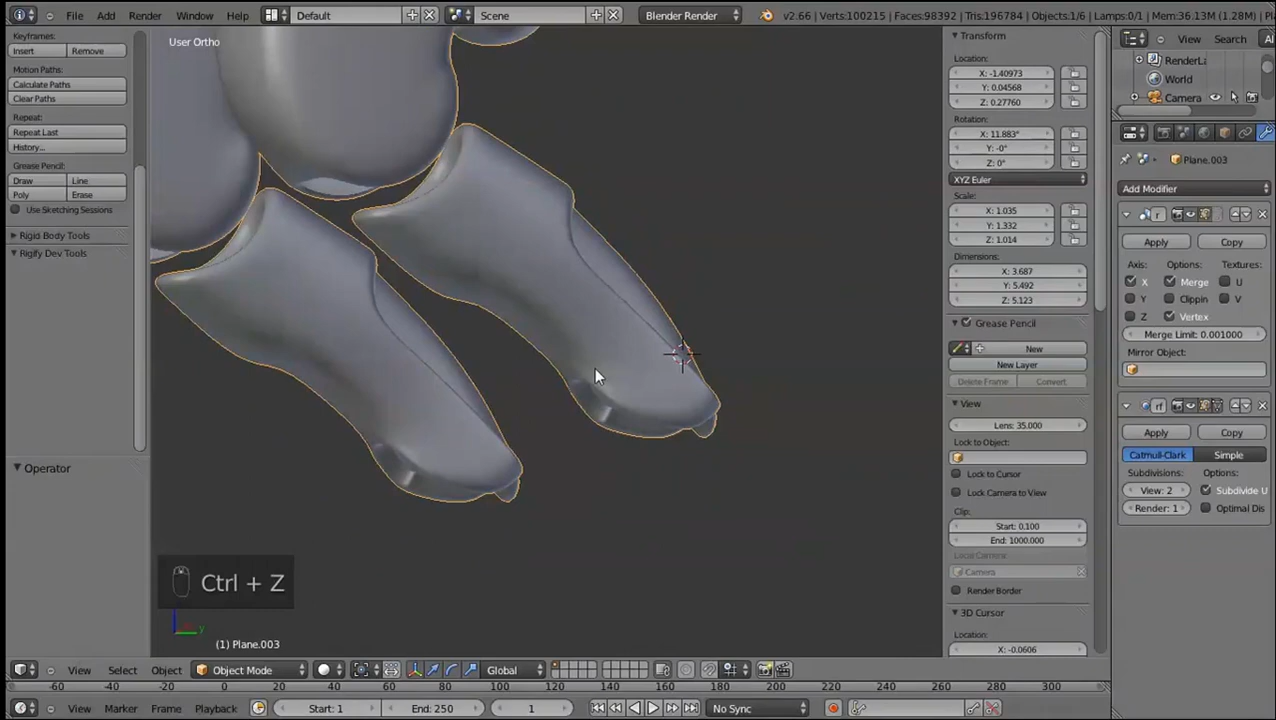 File Add Render Window Help Default Scene Blender Render v2.66 | Verts:100215 | Faces:98392 | Tris:196784 | Objects:1/6 | Lamps:0/1 | Mem:36.13M (1.28M) | Pla
User Ortho
Keyframes:
Insert Remove
Motion Paths:
Calculate Paths
Clear Paths
Repeat:
Repeat Last
History...
Grease Pencil:
Draw Line
Poly Erase
Use Sketching Sessions
Rigid Body Tools
Rigify Dev Tools
Operator
Ctrl + Z
y
(1) Plane.003
Transform
Location:
X: -1.40973
Y: 0.04568
Z: 0.27760
Rotation:
X: 11.883°
Y: -0°
Z: 0°
XYZ Euler
Scale:
X: 1.035
Y: 1.332
Z: 1.014
Dimensions:
X: 3.687
Y: 5.492
Z: 5.123
Grease Pencil
New
New Layer
Delete Frame Convert
View
Lens: 35.000
Lock to Object:
Lock to Cursor
Lock Camera to View
Clip:
Start: 0.100
End: 1000.000
Local Camera:
Camera
Render Border
3D Cursor
Location:
X: -0.0606
View Search Al
RenderLa
World
Camera
Plane.003
Add Modifier
r
Apply Copy
Axis: Options: Textures:
X Merge U
Y Clippin V
Z Vertex
Merge Limit: 0.001000
Mirror Object:
rf
Apply Copy
Catmull-Clark Simple
Subdivisions: Options:
View: 2 Subdivide U
Render: 1 Optimal Dis
View Select Object Object Mode Global
-60 -40 -20 0 20 40 60 80 100 120 140 160 180 200 220 240 260 280 300
View Marker Frame Playback Start: 1 End: 250 1 No Sync